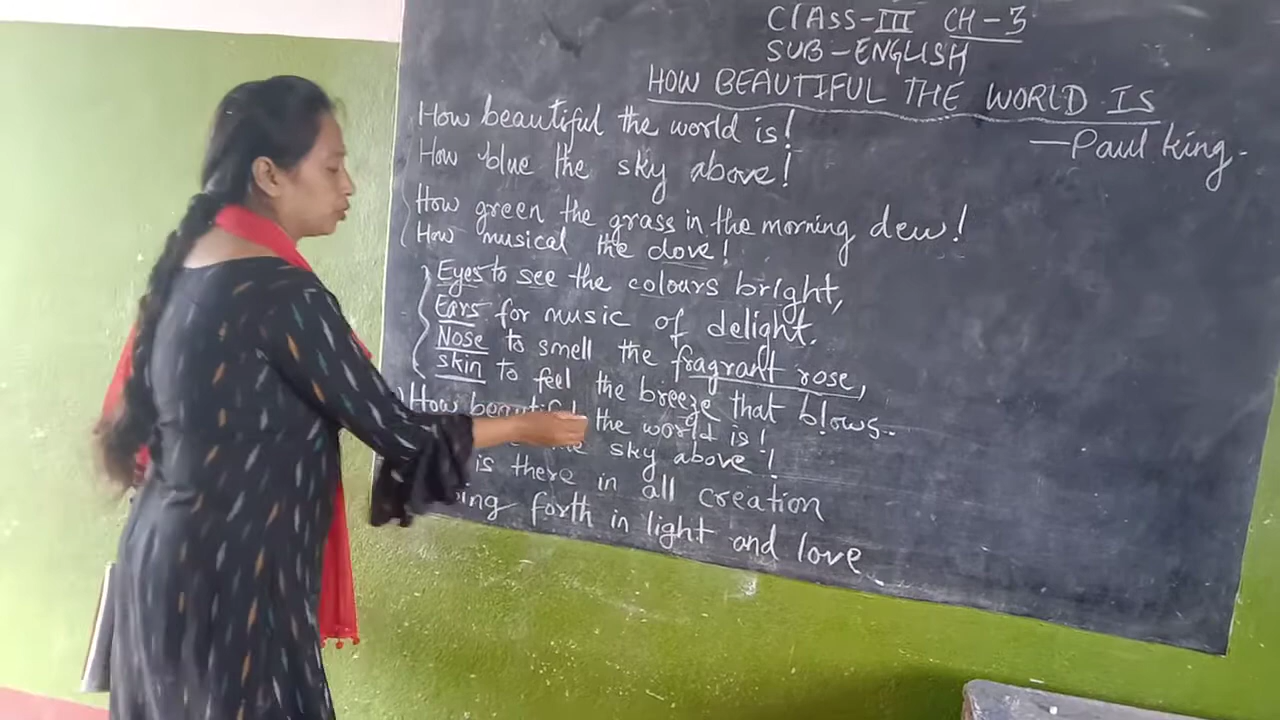 CLASS-III CH-3
SUB-ENGLISH
HOW BEAUTIFUL THE WORLD IS
—Paul King.
How beautiful the world is!
How blue the sky above!
How green the grass in the morning dew!
How musical the dove!
Eyes to see the colours bright,
Ears for music of delight.
Nose to smell the fragrant rose,
skin to feel the breeze that blows..
How beautiful the world is!
sky above!
is there in all creation
forth in light and love